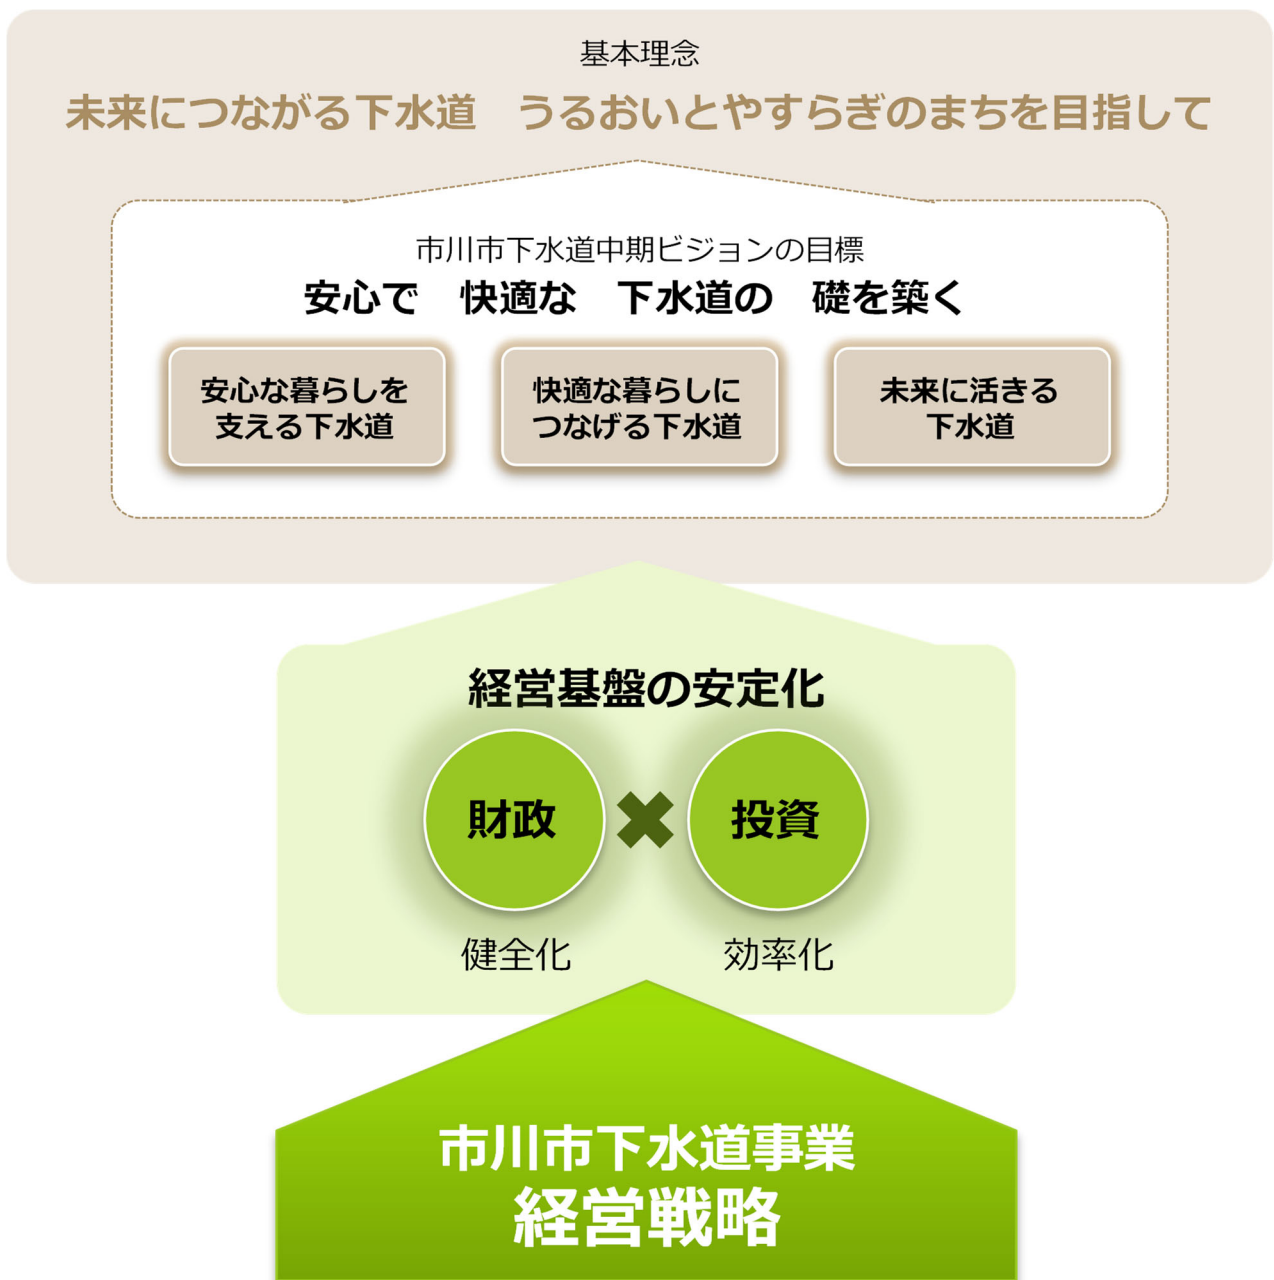 基本理念
未来につながる下水道　うるおいとやすらぎのまちを目指して
市川市下水道中期ビジョンの目標
安心で　快適な　下水道の　礎を築く
安心な暮らしを
支える下水道
快適な暮らしに
つなげる下水道
未来に活きる
下水道
経営基盤の安定化
財政
投資
健全化
効率化
市川市下水道事業
経営戦略